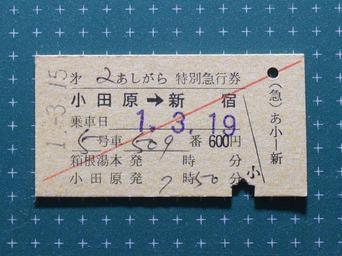 1.-3.15
第 2 あしがら 特別急行券
小田原→新宿
乗車日 1.3.19
5号車 509番 600円
箱根湯本発 時 分
小田原発 7時50分
(急)あ小ー新
小